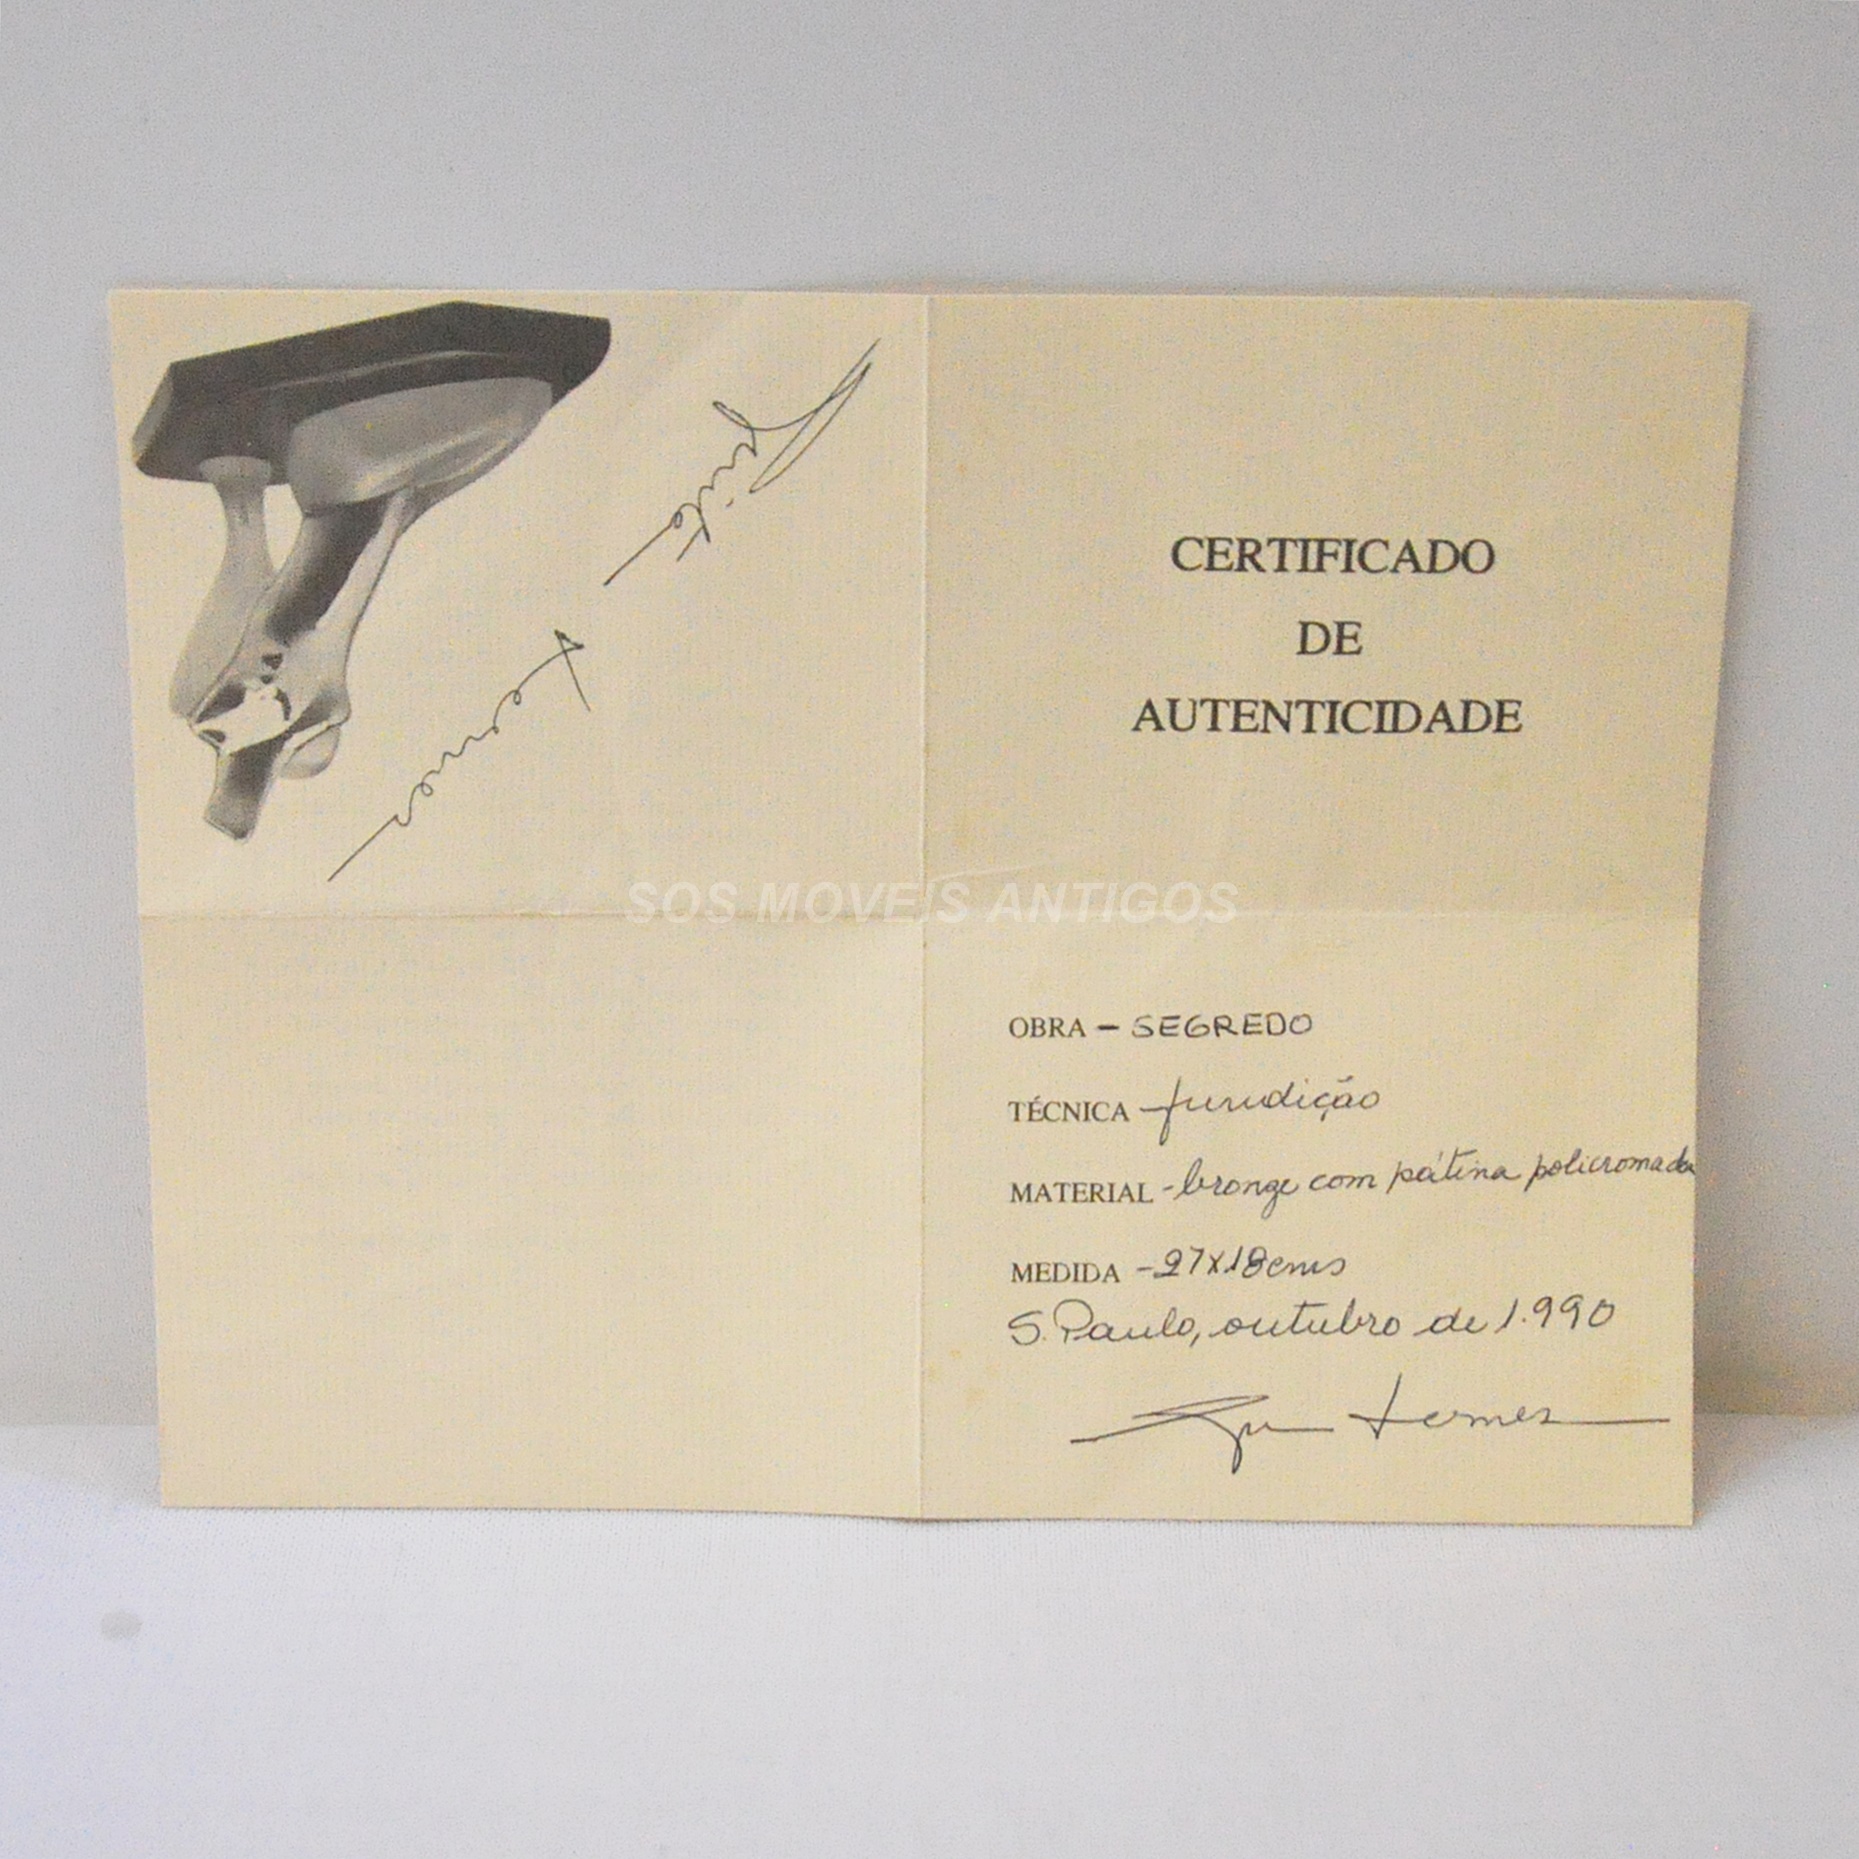 CERTIFICADO
DE
AUTENTICIDADE
SOS MOVEIS ANTIGOS
OBRA - SEGREDO
TÉCNICA - fundição
MATERIAL - bronze com pátina policromada
MEDIDA - 27x18cms
S. Paulo, outubro de 1.990